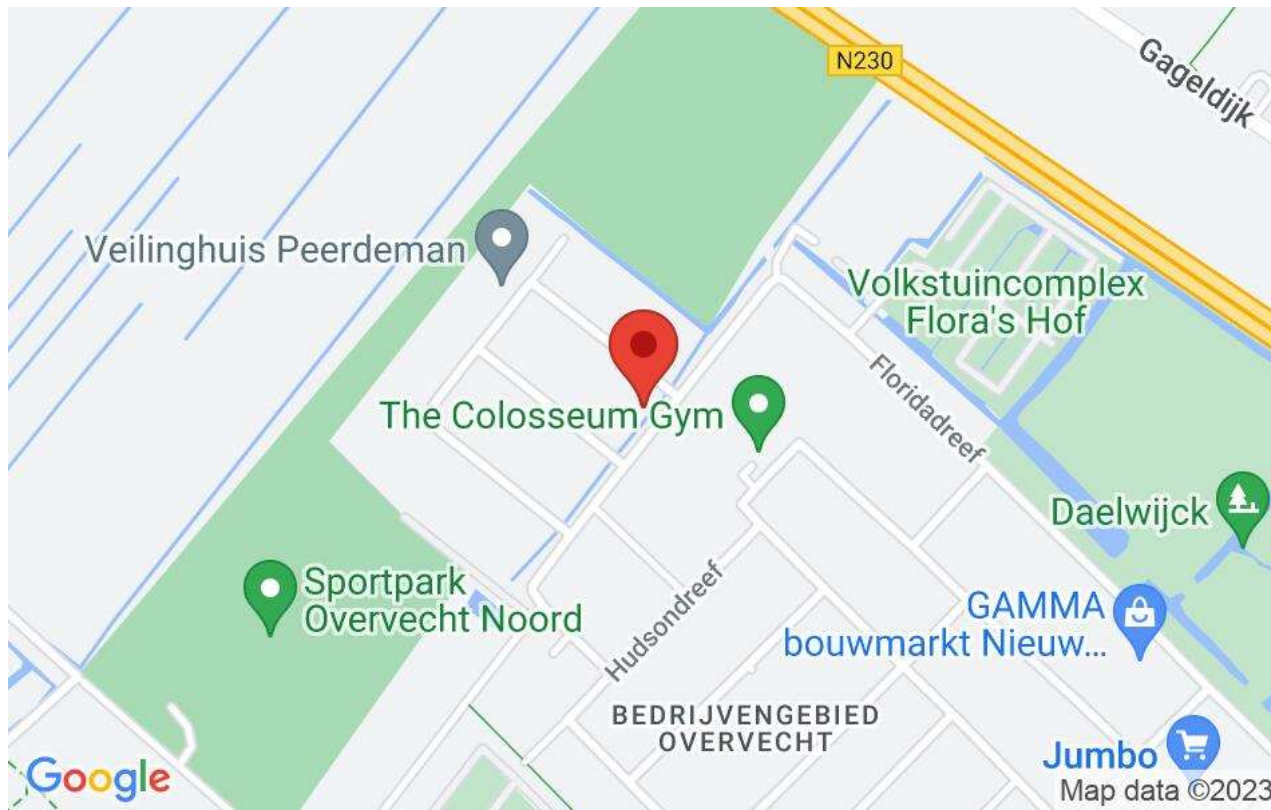 N230
Gageldijk
Veilinghuis Peerdeman
Volkstuincomplex
Flora's Hof
Floridadreef
The Colosseum Gym
Daelwijck
Sportpark
Overvecht Noord
Hudsondreef
GAMMA
bouwmarkt Nieuw...
BEDRIJVENGEBIED
OVERVECHT
Jumbo
Google
Map data ©2023